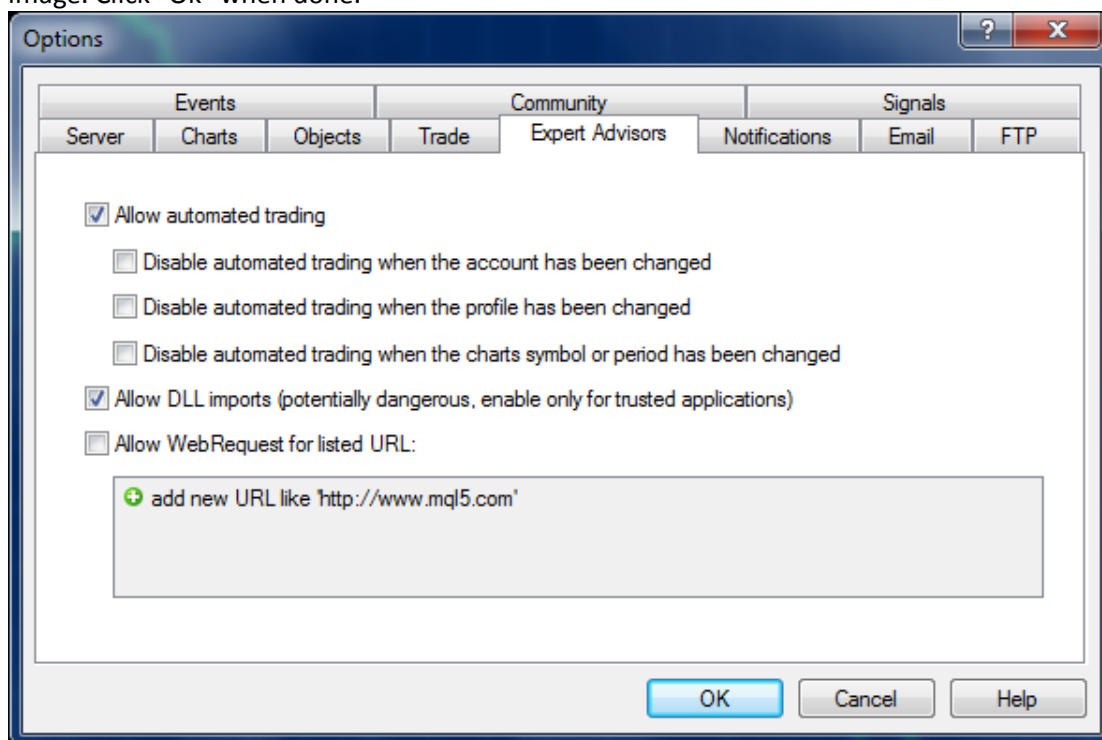 image. Click "Ok" when done.
Options
Events Community Signals
Server Charts Objects Trade Expert Advisors Notifications Email FTP
Allow automated trading
Disable automated trading when the account has been changed
Disable automated trading when the profile has been changed
Disable automated trading when the charts symbol or period has been changed
Allow DLL imports (potentially dangerous, enable only for trusted applications)
Allow WebRequest for listed URL:
add new URL like 'http://www.mql5.com'
OK Cancel Help